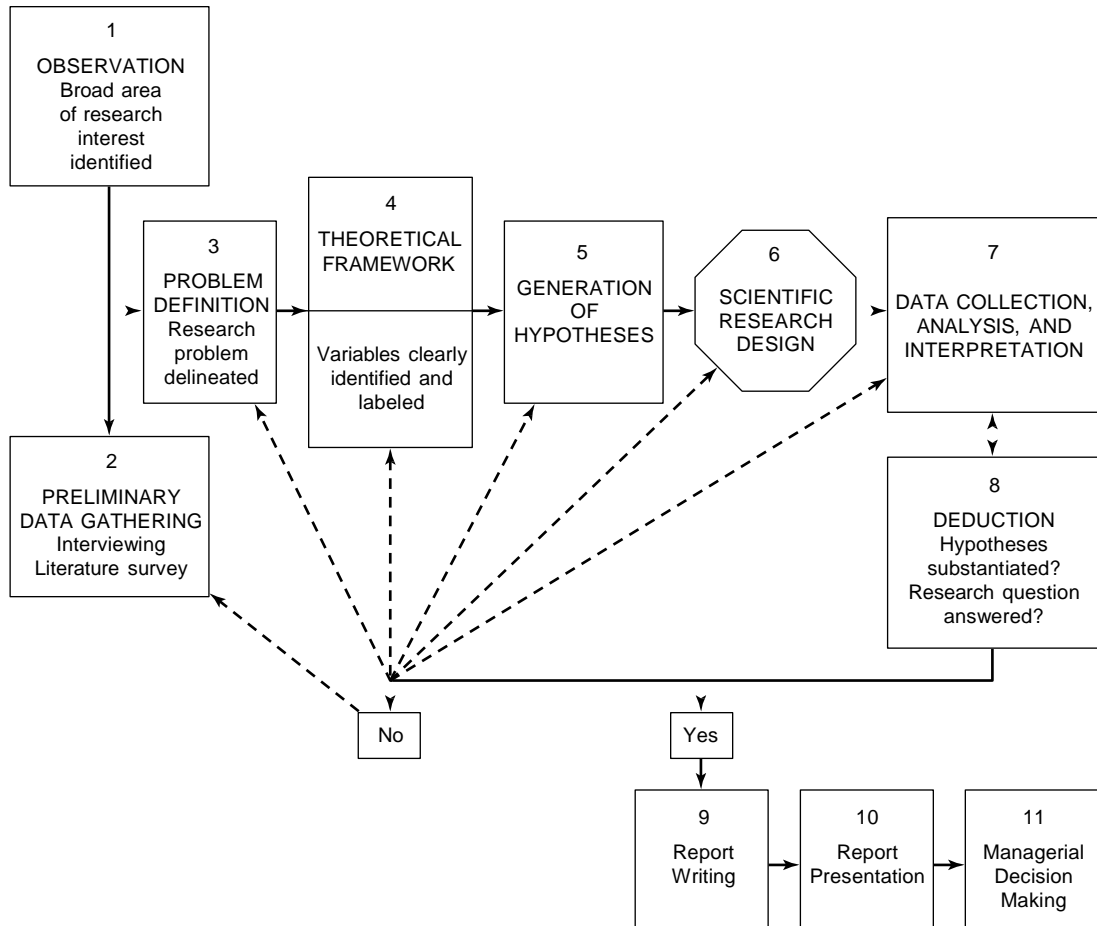 1
OBSERVATION
Broad area
of research
interest
identified
2
PRELIMINARY
DATA GATHERING
Interviewing
Literature survey
3
PROBLEM
DEFINITION
Research
problem
delineated
4
THEORETICAL
FRAMEWORK
Variables clearly
identified and
labeled
5
GENERATION
OF
HYPOTHESES
6
SCIENTIFIC
RESEARCH
DESIGN
7
DATA COLLECTION,
ANALYSIS, AND
INTERPRETATION
8
DEDUCTION
Hypotheses
substantiated?
Research question
answered?
No
Yes
9
Report
Writing
10
Report
Presentation
11
Managerial
Decision
Making